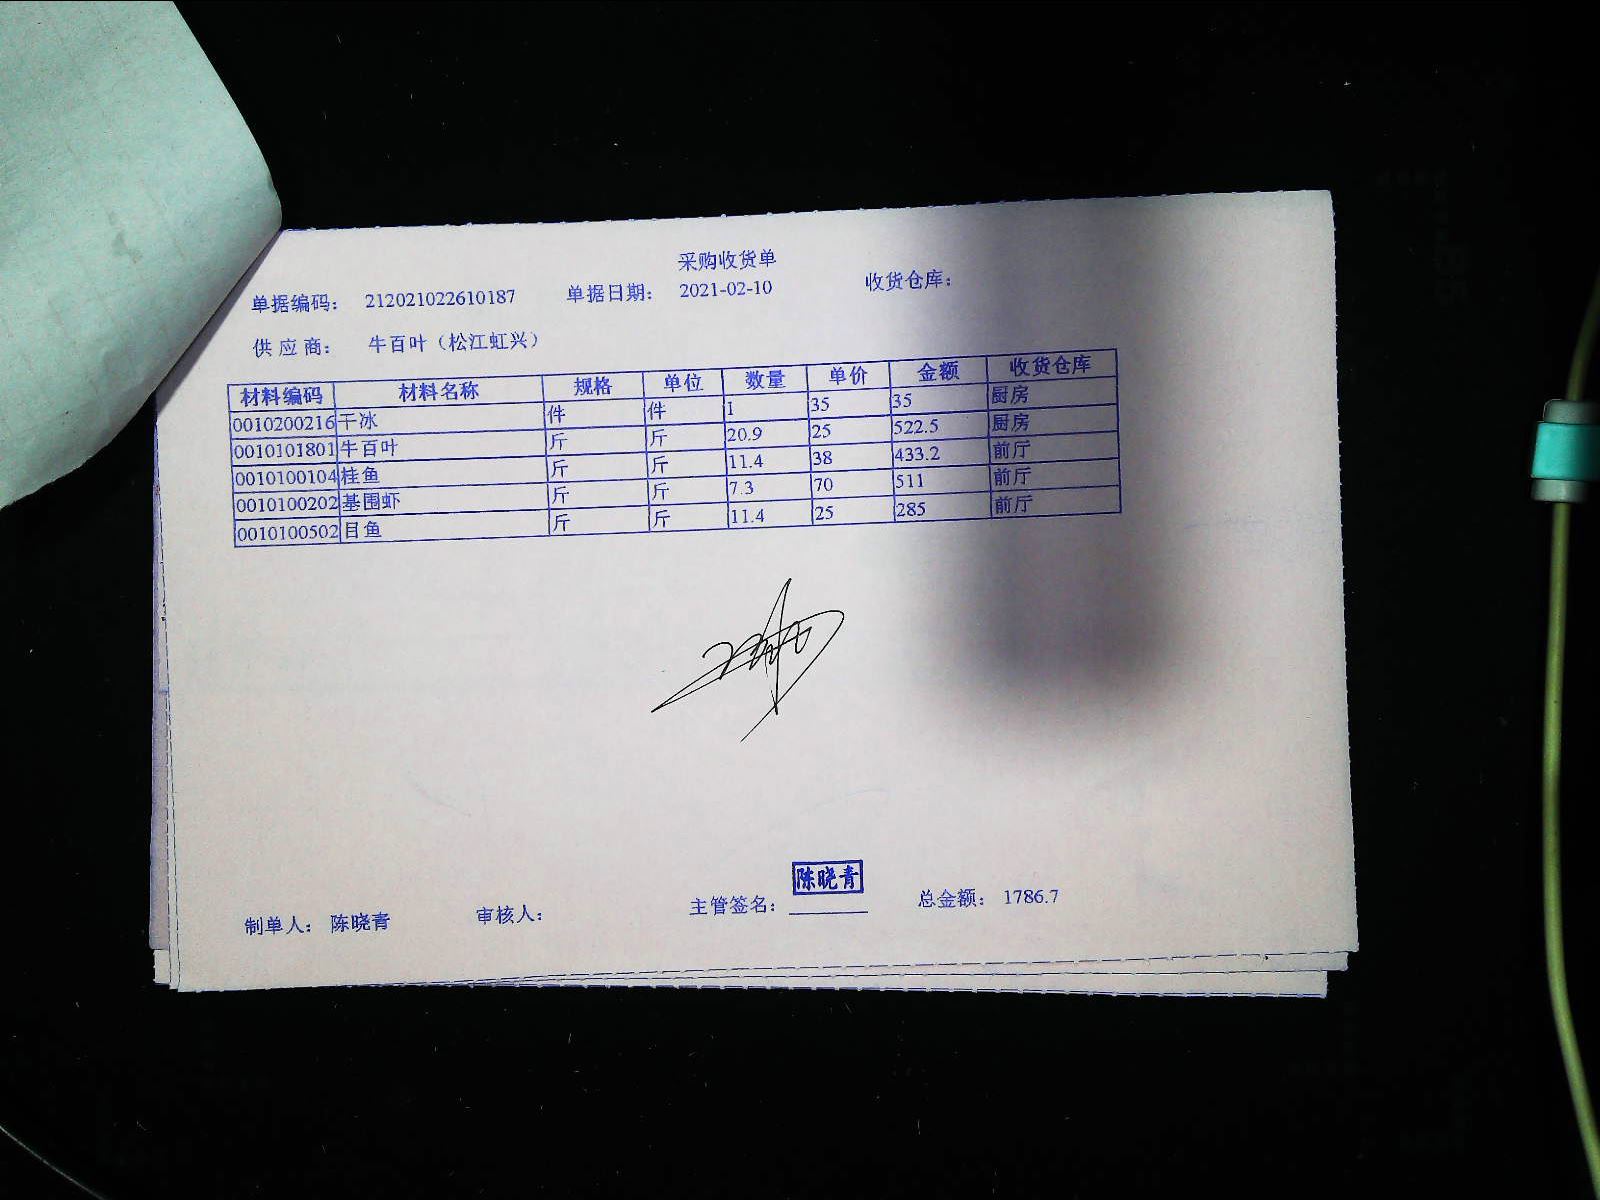 采购收货单
单据编码： 212021022610187 单据日期： 2021-02-10 收货仓库：
供 应 商： 牛百叶（松江虹兴）
材料编码 材料名称 规格 单位 数量 单价 金额 收货仓库
0010200216 干冰 件 件 1 35 35 厨房
0010101801 牛百叶 斤 斤 20.9 25 522.5 厨房
0010100104 桂鱼 斤 斤 11.4 38 433.2 前厅
0010100202 基围虾 斤 斤 7.3 70 511 前厅
0010100502 目鱼 斤 斤 11.4 25 285 前厅
陈晓青
制单人： 陈晓青 审核人： 主管签名： 总金额： 1786.7